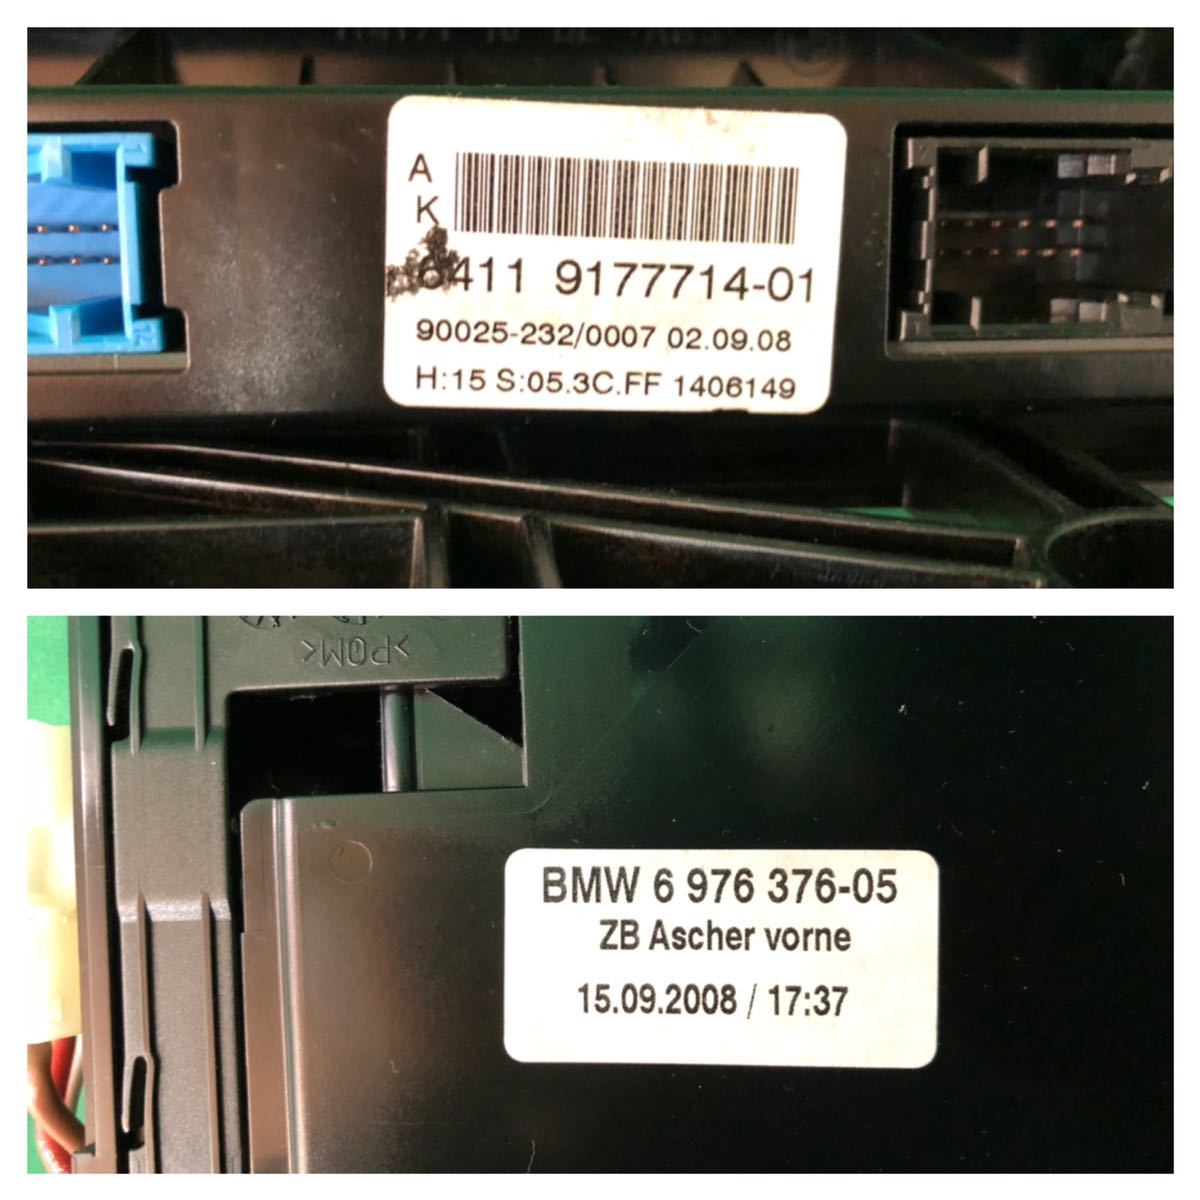 A
K
6411 9177714-01
90025-232/0007 02.09.08
H:15 S:05.3C.FF 1406149
>POM<
BMW 6 976 376-05
ZB Ascher vorne
15.09.2008 / 17:37